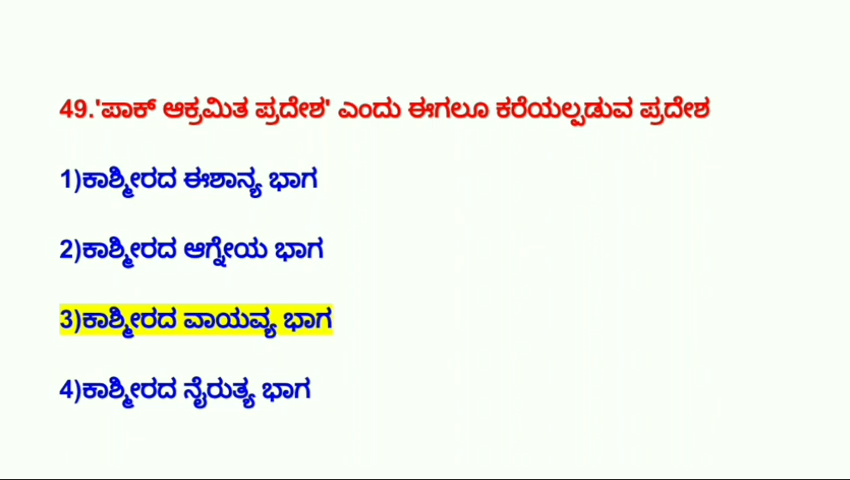 49.'ಪಾಕ್ ಆಕ್ರಮಿತ ಪ್ರದೇಶ' ಎಂದು ಈಗಲೂ ಕರೆಯಲ್ಪಡುವ ಪ್ರದೇಶ
1)ಕಾಶ್ಮೀರದ ಈಶಾನ್ಯ ಭಾಗ
2)ಕಾಶ್ಮೀರದ ಆಗ್ನೇಯ ಭಾಗ
3)ಕಾಶ್ಮೀರದ ವಾಯವ್ಯ ಭಾಗ
4)ಕಾಶ್ಮೀರದ ನೈರುತ್ಯ ಭಾಗ